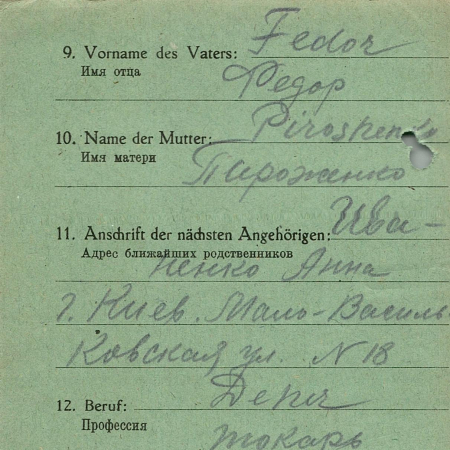 9. Vorname des Vaters: Fedor
Имя отца
Федор
10. Name der Mutter: Piroshenko
Имя матери
Пироженко
11. Anschrift der nächsten Angehörigen: Ива-
Адрес ближайших родственников
ненко Анна
г. Киев. Мало-Василь-
ковская ул. N 18
12. Beruf:
Профессия
токарь